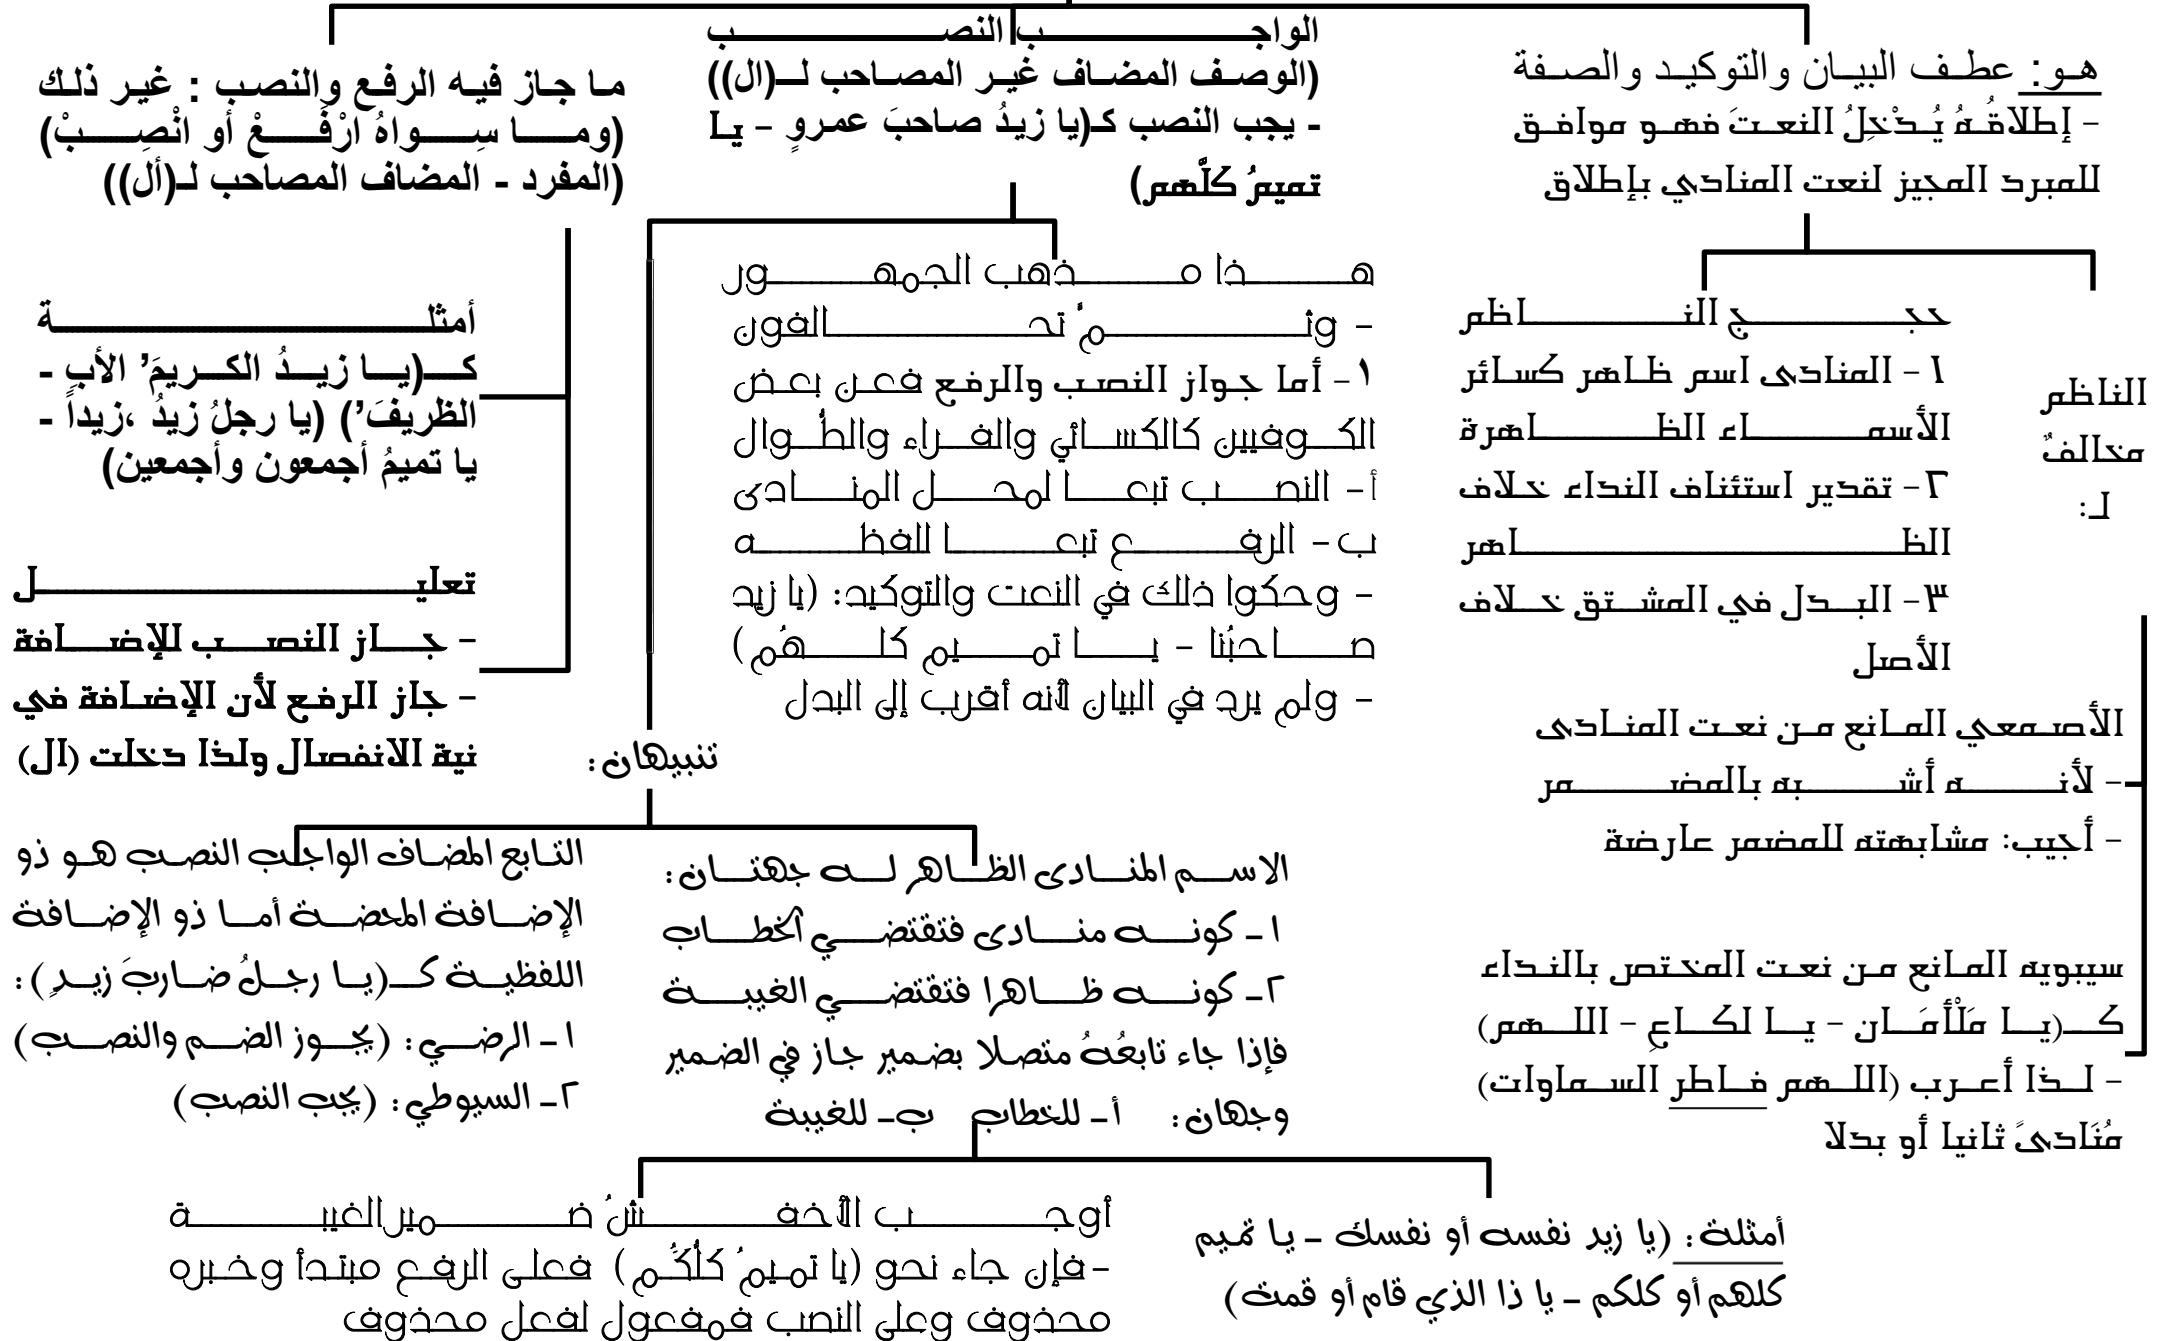 هو: عطف البيان والتوكيد والصفة
- إطلاقُهُ يُدْخِلُ النعتَ فهو موافق
للمبرد المجيز لنعت المنادي بإطلاق
الواجب النصب
(الوصف المضاف غير المصاحب لـ(ال))
- يجب النصب كـ(يا زيدُ صاحبَ عمروٍ - يا
تميمُ كلَّهم)
ما جاز فيه الرفع والنصب : غير ذلك
(وما سِواهُ ارْفَعْ أو انْصِبْ)
(المفرد - المضاف المصاحب لـ(أل))
حجج الناظم
١- المنادى اسم ظاهر كسائر
الأسماء الظاهرة
٢- تقدير استئناف النداء خلاف
الظاهر
٣- البدل في المشتق خلاف
الأصل
الناظم
مخالفٌ
لـ:
الأصمعي المانع من نعت المنادى
- لأنه أشبه بالمضمر
- أجيب: مشابهته للمضمر عارضة
سيبويه المانع من نعت المختص بالنداء
كـ(يا مَلْأَمَان - يا لكاعِ - اللهم)
- لذا أعرب (اللهم فاطر السماوات)
مُنَادىً ثانيا أو بدلا
هذا مذهب الجمهور
- وثم تحالفون
١- أما جواز النصب والرفع فعن بعض
الكوفيين كالكسائي والفراء والطُوال
أ- النصب تبعا لمحل المنادى
ب- الرفع تبعا للفظه
- وحكوا ذلك في النعت والتوكيد: (يا زيد
صاحبُنا - يا تميم كلهُم)
- ولم يرد في البيان لأنه أقرب إلى البدل
أمثلة
كـ(يا زيدُ الكريمَ' الأبِ -
الظريفَ') (يا رجلُ زيدُ ،زيداً -
يا تميمُ أجمعون وأجمعين)
تعليل
- جاز النصب للإضافة
- جاز الرفع لأن الإضافة في
نية الانفصال ولذا دخلت (ال)
تنبيهان:
الاسم المنادى الظاهر له جهتان:
١- كونه منادى فتقتضي الخطاب
٢- كونه ظاهرا فتقتضي الغيبة
فإذا جاء تابعُهُ متصلا بضمير جاز في الضمير
وجهان: أ- للخطاب ب- للغيبة
التابع المضاف الواجب النصب هو ذو
الإضافة المحضة أما ذو الإضافة
اللفظية كـ(يا رجلُ ضاربَ زيدٍ):
١- الرضي: (يجوز الضم والنصب)
٢- السيوطي: (يجب النصب)
أمثلة: (يا زيد نفسه أو نفسك - يا تميم
كلهم أو كلكم - يا ذا الذي قام أو قمت)
أوجب الأخفشُ ضميرالغيبة
-فإن جاء نحو (يا تميمُ كلُكُم) فعلى الرفع مبتدأ وخبره
محذوف وعلى النصب فمفعول لفعل محذوف